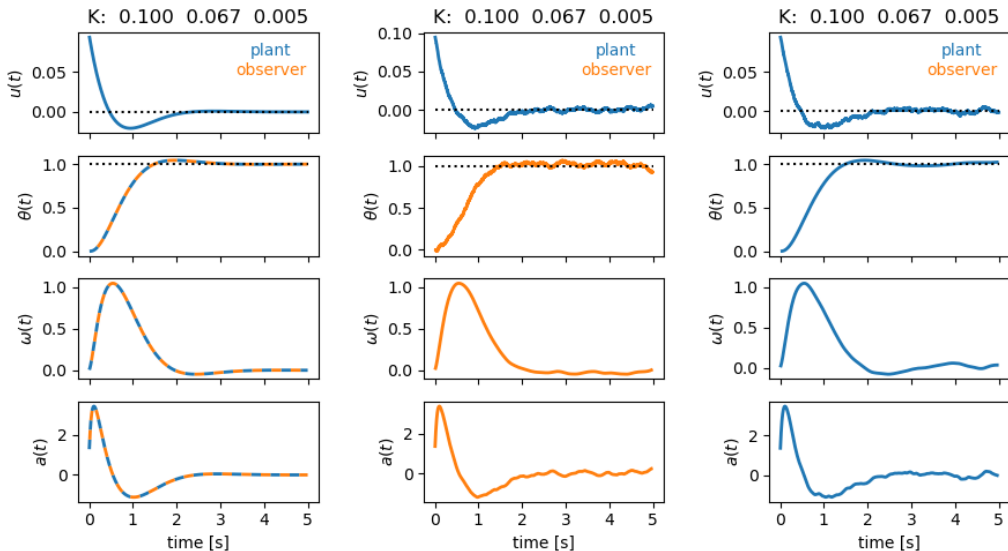 K: 0.100 0.067 0.005
K: 0.100 0.067 0.005
K: 0.100 0.067 0.005
u(t)
0.05
0.00
plant
observer
u(t)
0.10
0.05
0.00
plant
observer
u(t)
0.05
0.00
plant
observer
θ(t)
1.0
0.5
0.0
θ(t)
1.0
0.5
0.0
θ(t)
1.0
0.5
0.0
ω(t)
1.0
0.5
0.0
ω(t)
1.0
0.5
0.0
ω(t)
1.0
0.5
0.0
a(t)
2
0
a(t)
2
0
a(t)
2
0
0 1 2 3 4 5
0 1 2 3 4 5
0 1 2 3 4 5
time [s]
time [s]
time [s]